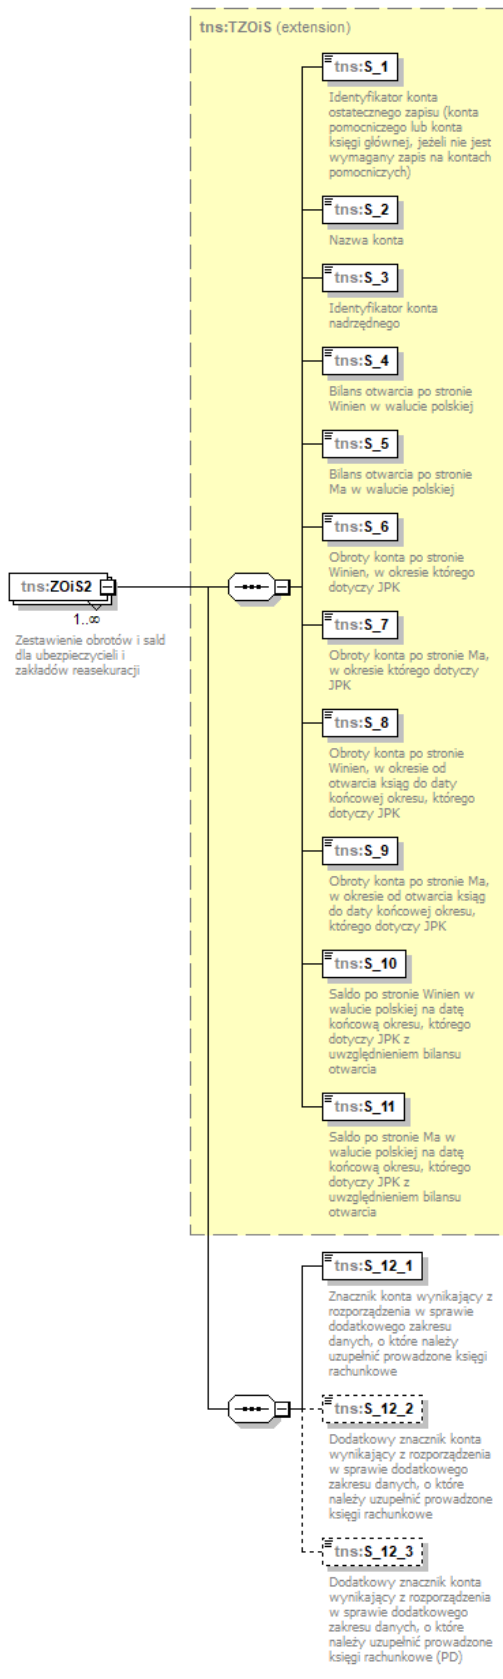 tns:TZOiS (extension)
tns:S_1
Identyfikator konta
ostatecznego zapisu (konta
pomocniczego lub konta
księgi głównej, jeżeli nie jest
wymagany zapis na kontach
pomocniczych)
tns:S_2
Nazwa konta
tns:S_3
Identyfikator konta
nadrzędnego
tns:S_4
Bilans otwarcia po stronie
Winien w walucie polskiej
tns:S_5
Bilans otwarcia po stronie
Ma w walucie polskiej
tns:S_6
Obroty konta po stronie
Winien, w okresie którego
dotyczy JPK
tns:ZOiS2
1..∞
Zestawienie obrotów i sald
dla ubezpieczycieli i
zakładów reasekuracji
tns:S_7
Obroty konta po stronie Ma,
w okresie którego dotyczy
JPK
tns:S_8
Obroty konta po stronie
Winien, w okresie od
otwarcia ksiąg do daty
końcowej okresu, którego
dotyczy JPK
tns:S_9
Obroty konta po stronie Ma,
w okresie od otwarcia ksiąg
do daty końcowej okresu,
którego dotyczy JPK
tns:S_10
Saldo po stronie Winien w
walucie polskiej na datę
końcową okresu, którego
dotyczy JPK z
uwzględnieniem bilansu
otwarcia
tns:S_11
Saldo po stronie Ma w
walucie polskiej na datę
końcową okresu, którego
dotyczy JPK z
uwzględnieniem bilansu
otwarcia
tns:S_12_1
Znacznik konta wynikający z
rozporządzenia w sprawie
dodatkowego zakresu
danych, o które należy
uzupełnić prowadzone księgi
rachunkowe
tns:S_12_2
Dodatkowy znacznik konta
wynikający z rozporządzenia
w sprawie dodatkowego
zakresu danych, o które
należy uzupełnić prowadzone
księgi rachunkowe
tns:S_12_3
Dodatkowy znacznik konta
wynikający z rozporządzenia
w sprawie dodatkowego
zakresu danych, o które
należy uzupełnić prowadzone
księgi rachunkowe (PD)